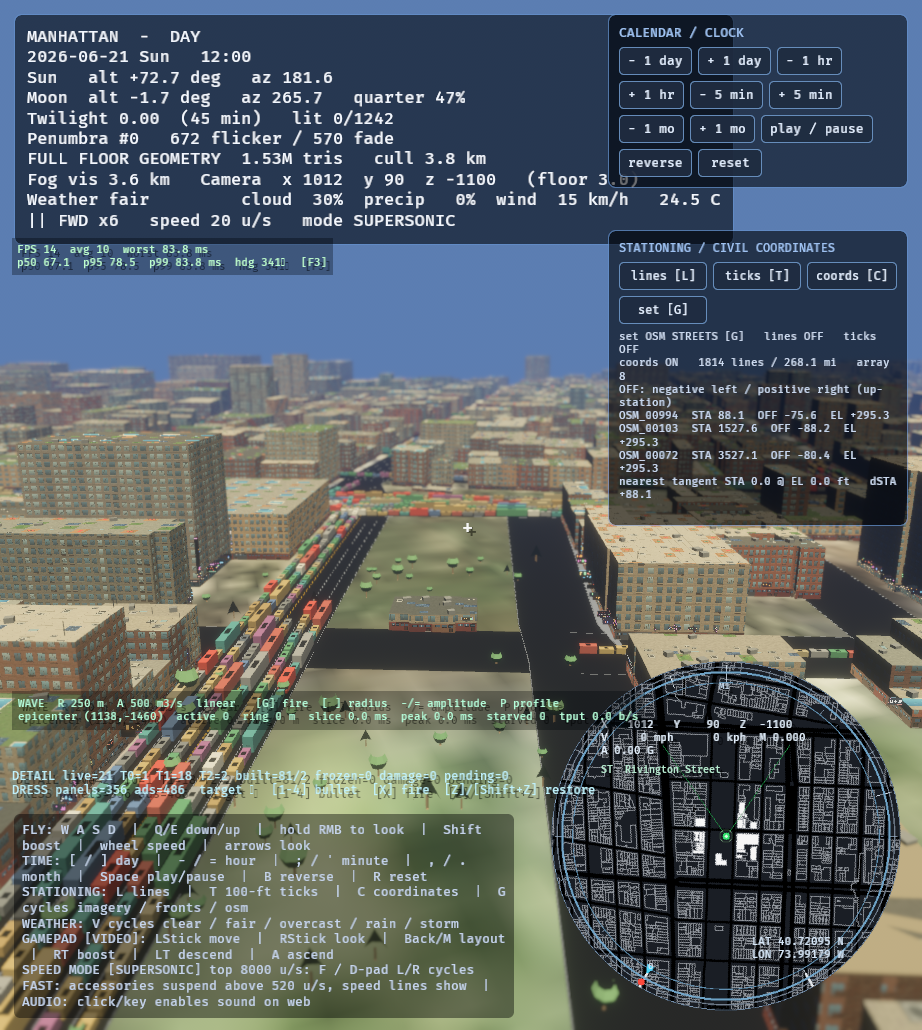 MANHATTAN - DAY
2026-06-21 Sun 12:00
Sun alt +72.7 deg az 181.6
Moon alt -1.7 deg az 265.7 quarter 47%
Twilight 0.00 (45 min) lit 0/1242
Penumbra #0 672 flicker / 570 fade
FULL FLOOR GEOMETRY 1.53M tris cull 3.8 km
Fog vis 3.6 km Camera x 1012 y 90 z -1100 (floor 3.0)
Weather fair cloud 30% precip 0% wind 15 km/h 24.5 C
|| FWD x6 speed 20 u/s mode SUPERSONIC
FPS 14 avg 10 worst 83.8 ms
p50 67.1 p95 78.5 p99 83.8 ms hdg 341 [F3]
CALENDAR / CLOCK
- 1 day + 1 day - 1 hr
+ 1 hr - 5 min + 5 min
- 1 mo + 1 mo play / pause
reverse reset
STATIONING / CIVIL COORDINATES
lines [L] ticks [T] coords [C]
set [G]
set OSM STREETS [G] lines OFF ticks
OFF
coords ON 1814 lines / 268.1 mi array
8
OFF: negative left / positive right (up-
station)
OSM_00994 STA 88.1 OFF -75.6 EL +295.3
OSM_00103 STA 1527.6 OFF -88.2 EL
+295.3
OSM_00072 STA 3527.1 OFF -80.4 EL
+295.3
nearest tangent STA 0.0 @ EL 0.0 ft dSTA
+88.1
WAVE R 250 m A 500 m3/s linear [G] fire [ ] radius -/= amplitude P profile
epicenter (1138,-1460) active 0 ring 0 m slice 0.0 ms peak 0.0 ms starved 0 tput 0.0 b/s
DETAIL live=21 T0=1 T1=18 T2=2 built=81/2 frozen=0 damage=0 pending=0
DRESS panels=356 ads=486 target [1-4] bullet [X] fire [Z]/[Shift+Z] restore
FLY: W A S D | Q/E down/up | hold RMB to look | Shift
boost | wheel speed | arrows look
TIME: [ / ] day | - / = hour | ; / ' minute | , / .
month | Space play/pause | B reverse | R reset
STATIONING: L lines | T 100-ft ticks | C coordinates | G
cycles imagery / fronts / osm
WEATHER: V cycles clear / fair / overcast / rain / storm
GAMEPAD [VIDEO]: LStick move | RStick look | Back/M layout
| RT boost | LT descend | A ascend
SPEED MODE [SUPERSONIC] top 8000 u/s: F / D-pad L/R cycles
FAST: accessories suspend above 520 u/s, speed lines show |
AUDIO: click/key enables sound on web
X 1012 Y 90 Z -1100
V 0 mph 0 kph M 0.000
A 0.00 G
ST Rivington Street
LAT 40.72095 N
LON 73.99179 W